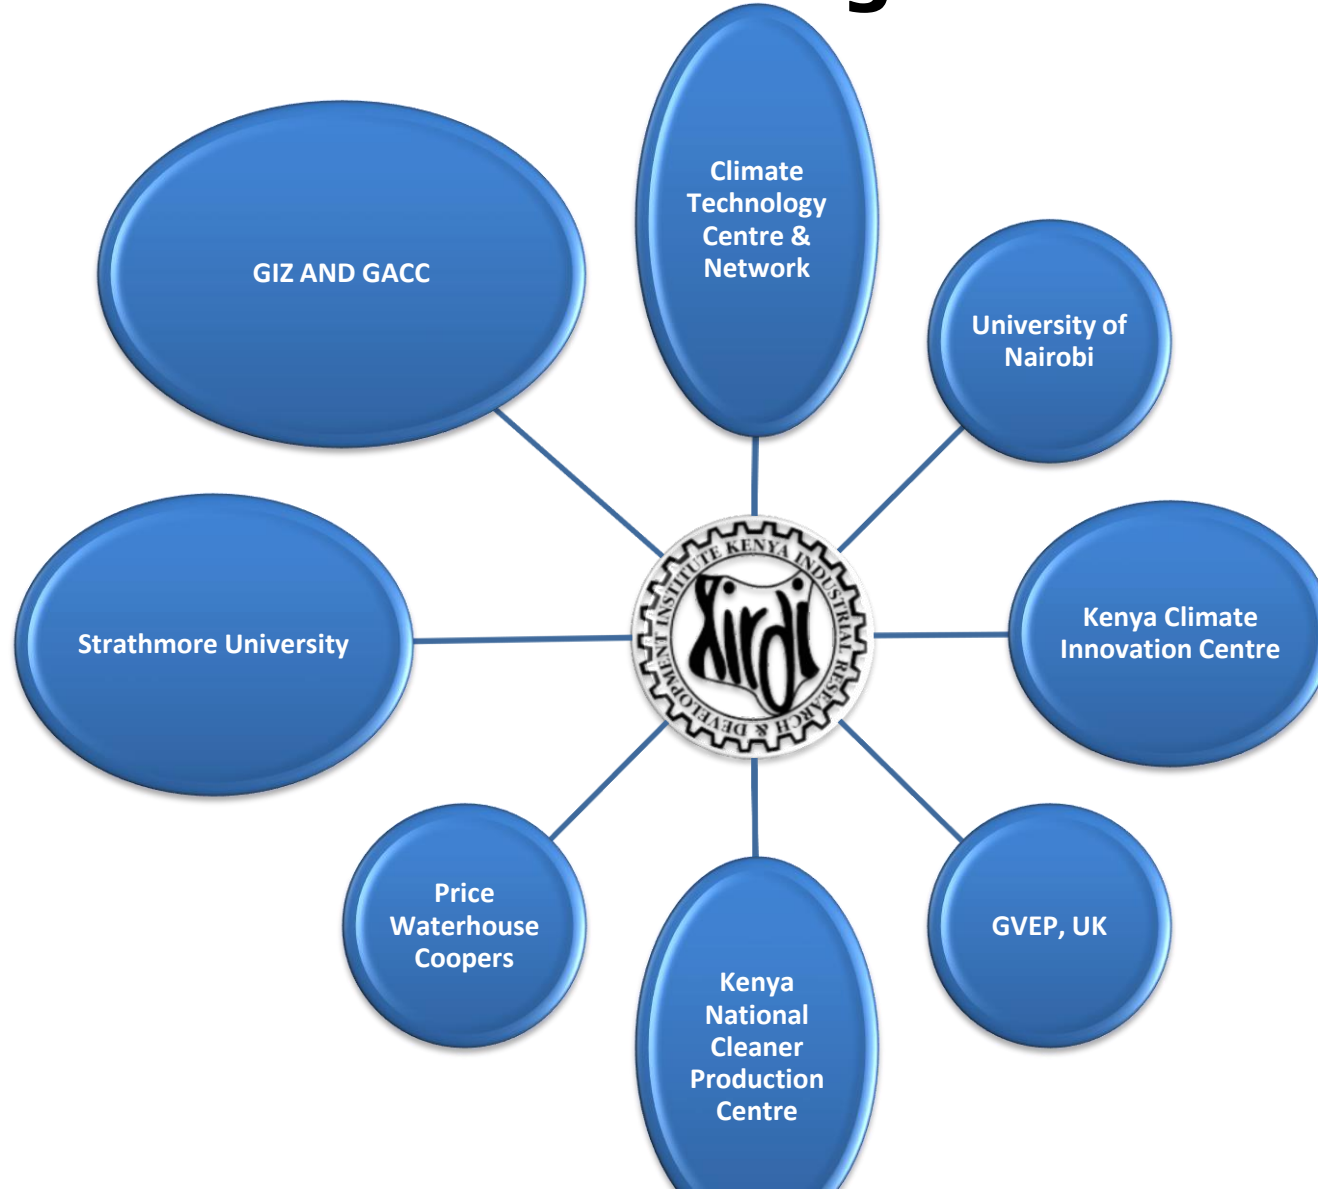 Climate
Technology
Centre &
Network
University of
Nairobi
Kenya Climate
Innovation Centre
GVEP, UK
Kenya
National
Cleaner
Production
Centre
Price
Waterhouse
Coopers
Strathmore University
GIZ AND GACC
KENYA INDUSTRIAL RESEARCH & DEVELOPMENT INSTITUTE
Kirdi